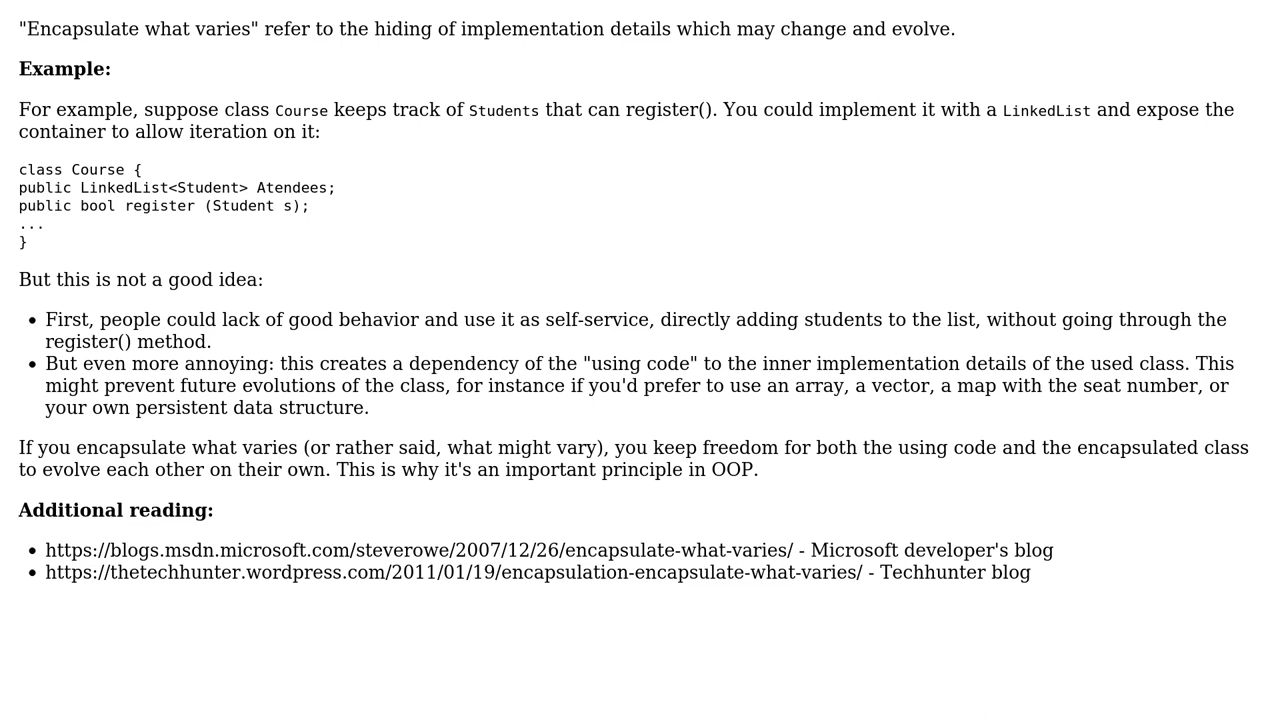 "Encapsulate what varies" refer to the hiding of implementation details which may change and evolve.
Example:
For example, suppose class Course keeps track of Students that can register(). You could implement it with a LinkedList and expose the
container to allow iteration on it:
class Course {
public LinkedList<Student> Atendees;
public bool register (Student s);
...
}
But this is not a good idea:
• First, people could lack of good behavior and use it as self-service, directly adding students to the list, without going through the
register() method.
• But even more annoying: this creates a dependency of the "using code" to the inner implementation details of the used class. This
might prevent future evolutions of the class, for instance if you'd prefer to use an array, a vector, a map with the seat number, or
your own persistent data structure.
If you encapsulate what varies (or rather said, what might vary), you keep freedom for both the using code and the encapsulated class
to evolve each other on their own. This is why it's an important principle in OOP.
Additional reading:
• https://blogs.msdn.microsoft.com/steverowe/2007/12/26/encapsulate-what-varies/ - Microsoft developer's blog
• https://thetechhunter.wordpress.com/2011/01/19/encapsulation-encapsulate-what-varies/ - Techhunter blog